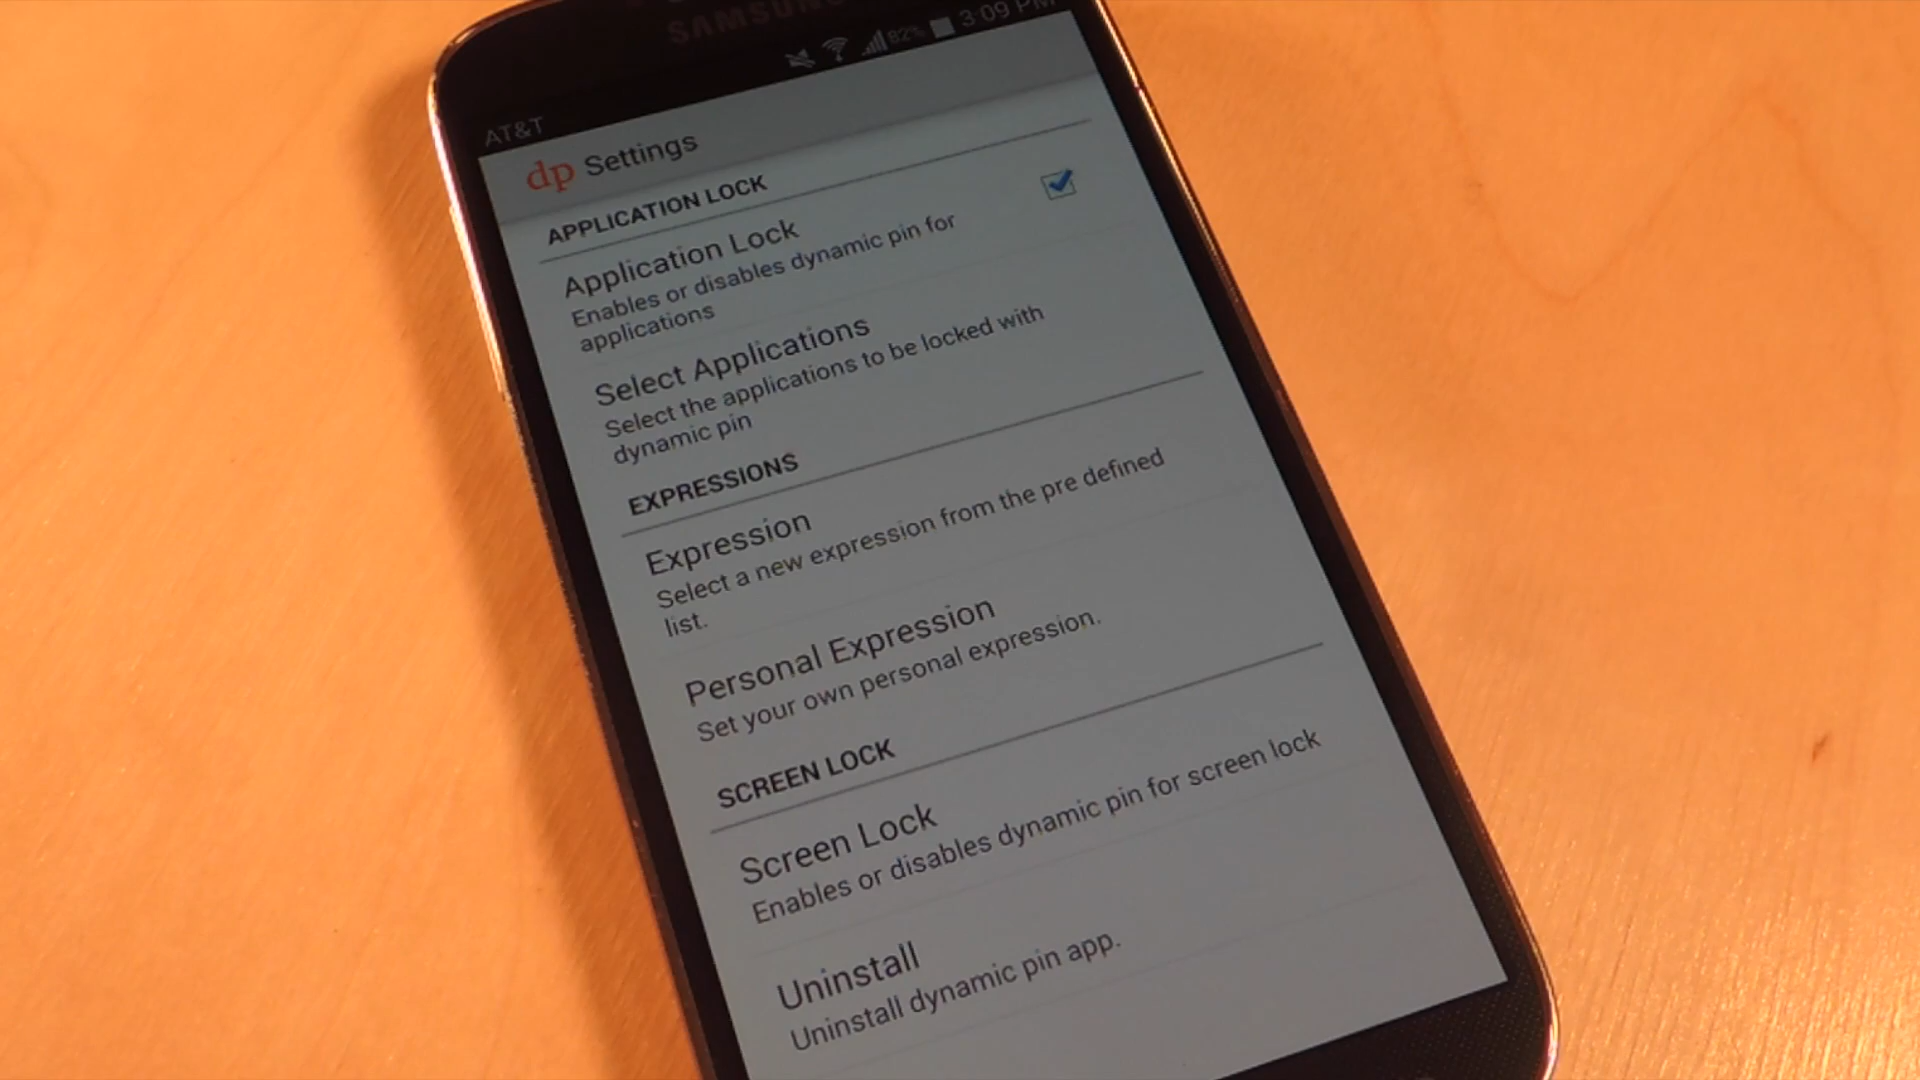 SAMSUNG
82% 3:09 PM
AT&T
dp Settings
APPLICATION LOCK
Application Lock
Enables or disables dynamic pin for
applications
Select Applications
Select the applications to be locked with
dynamic pin
EXPRESSIONS
Expression
Select a new expression from the pre defined
list.
Personal Expression
Set your own personal expression.
SCREEN LOCK
Screen Lock
Enables or disables dynamic pin for screen lock
Uninstall
Uninstall dynamic pin app.